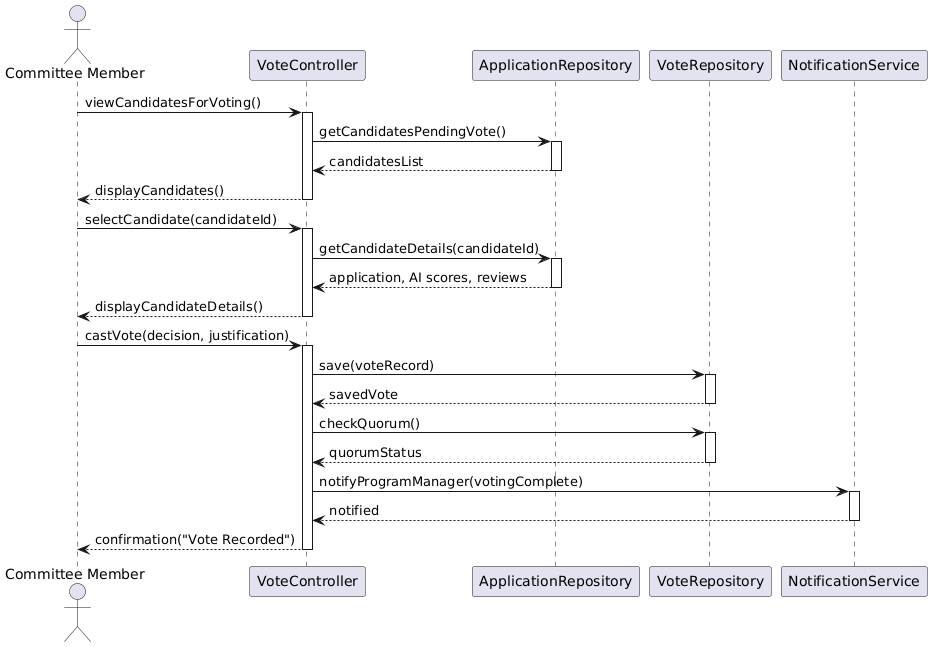 Committee Member
VoteController
ApplicationRepository
VoteRepository
NotificationService
viewCandidatesForVoting()
getCandidatesPendingVote()
candidatesList
displayCandidates()
selectCandidate(candidateId)
getCandidateDetails(candidateId)
application, AI scores, reviews
displayCandidateDetails()
castVote(decision, justification)
save(voteRecord)
savedVote
checkQuorum()
quorumStatus
notifyProgramManager(votingComplete)
notified
confirmation("Vote Recorded")
Committee Member
VoteController
ApplicationRepository
VoteRepository
NotificationService